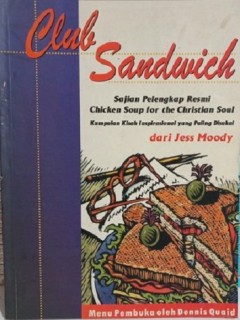 Club
Sandwich
Sajian Pelengkap Resmi
Chicken Soup for the Christian Soul
Kumpulan Kisah Inspirasional yang Paling Disukai
dari Jess Moody
Menu Pembuka oleh Dennis Quaid